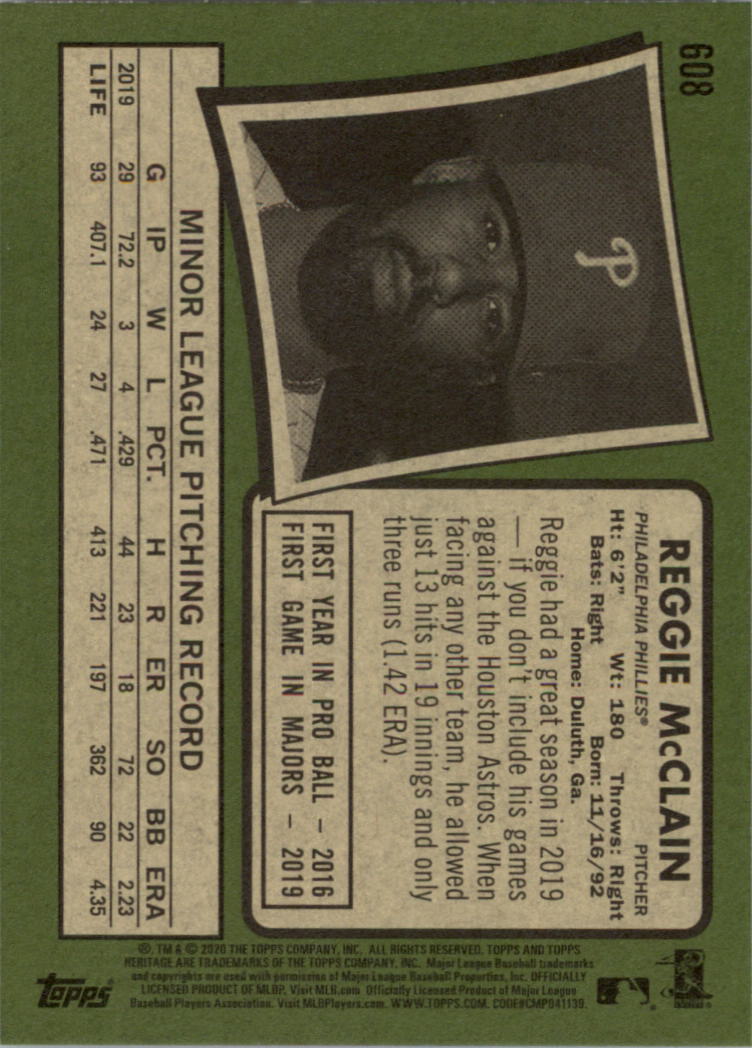 608
P
REGGIE McCLAIN
PHILADELPHIA PHILLIES® PITCHER
Ht: 6'2" Wt: 180 Throws: Right
Bats: Right Born: 11/16/92
Home: Duluth, Ga.
Reggie had a great season in 2019
— if you don't include his games
against the Houston Astros. When
facing any other team, he allowed
just 13 hits in 19 innings and only
three runs (1.42 ERA).
FIRST YEAR IN PRO BALL – 2016
FIRST GAME IN MAJORS – 2019
MINOR LEAGUE PITCHING RECORD
G IP W L PCT. H R ER SO BB ERA
2019 29 72.2 3 4 .429 44 23 18 72 22 2.23
LIFE 93 407.1 24 27 .471 413 221 197 362 90 4.35
®, TM & © 2020 THE TOPPS COMPANY, INC. ALL RIGHTS RESERVED. TOPPS AND TOPPS
HERITAGE ARE TRADEMARKS OF THE TOPPS COMPANY, INC. Major League Baseball trademarks
and copyrights are used with permission of Major League Baseball Properties, Inc. OFFICIALLY
LICENSED PRODUCT OF MLBP. Visit MLB.com Officially Licensed Product of Major League
Baseball Players Association. Visit MLBPlayers.com. WWW.TOPPS.COM. CODE#CMP041139.
Topps